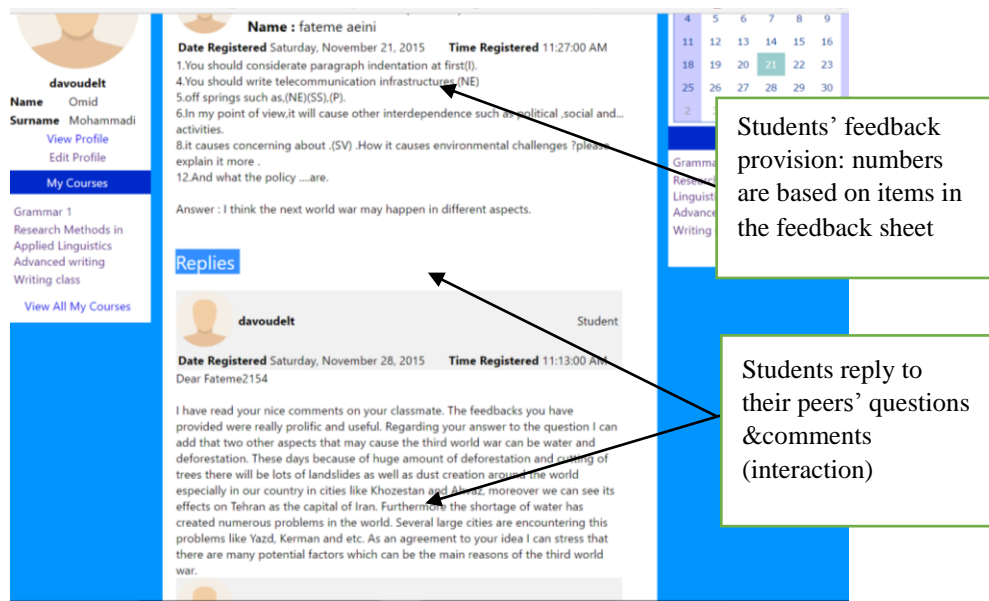 davoudelt
Name Omid
Surname Mohammadi
View Profile
Edit Profile
My Courses
Grammar 1
Research Methods in
Applied Linguistics
Advanced writing
Writing class
View All My Courses
Name : fateme aeini
Date Registered Saturday, November 21, 2015 Time Registered 11:27:00 AM
1.You should considerate paragraph indentation at first(I).
4.You should write telecommunication infrastructures,(NE)
5.off springs such as,(NE)(SS),(P).
6.In my point of view,it will cause other interdependence such as political ,social and...
activities.
8.it causes concerning about .(SV) .How it causes environmental challenges ?please
explain it more .
12.And what the policy ....are.
Answer : I think the next world war may happen in different aspects.
Replies
davoudelt Student
Date Registered Saturday, November 28, 2015 Time Registered 11:13:00 AM
Dear Fateme2154
I have read your nice comments on your classmate. The feedbacks you have
provided were really prolific and useful. Regarding your answer to the question I can
add that two other aspects that may cause the third world war can be water and
deforestation. These days because of huge amount of deforestation and cutting of
trees there will be lots of landslides as well as dust creation around the world
especially in our country in cities like Khozestan and Ahvaz, moreover we can see its
effects on Tehran as the capital of Iran. Furthermore the shortage of water has
created numerous problems in the world. Several large cities are encountering this
problems like Yazd, Kerman and etc. As an agreement to your idea I can stress that
there are many potential factors which can be the main reasons of the third world
war.
4 5 6 7 8 9
11 12 13 14 15 16
18 19 20 21 22 23
25 26 27 28 29 30
2
Students’ feedback
provision: numbers
are based on items in
the feedback sheet
Students reply to
their peers’ questions
&comments
(interaction)